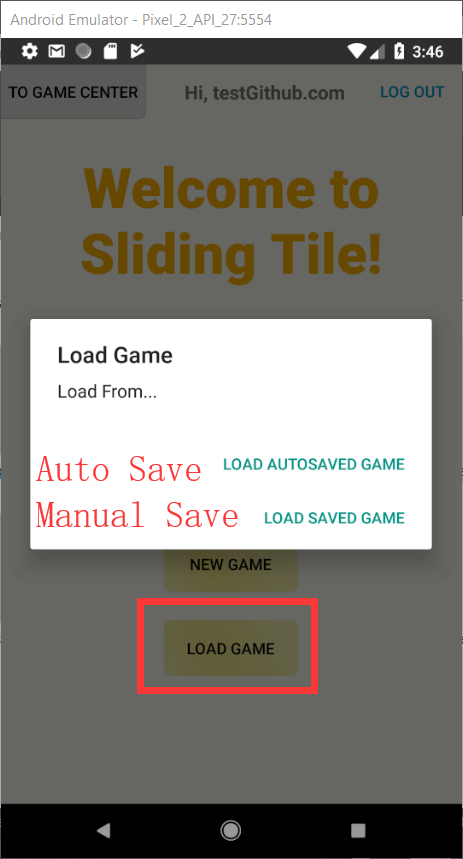 Android Emulator - Pixel_2_API_27:5554
3:46
TO GAME CENTER
Hi, testGithub.com
LOG OUT
Welcome to
Sliding Tile!
Load Game
Load From...
Auto Save
LOAD AUTOSAVED GAME
Manual Save
LOAD SAVED GAME
NEW GAME
LOAD GAME